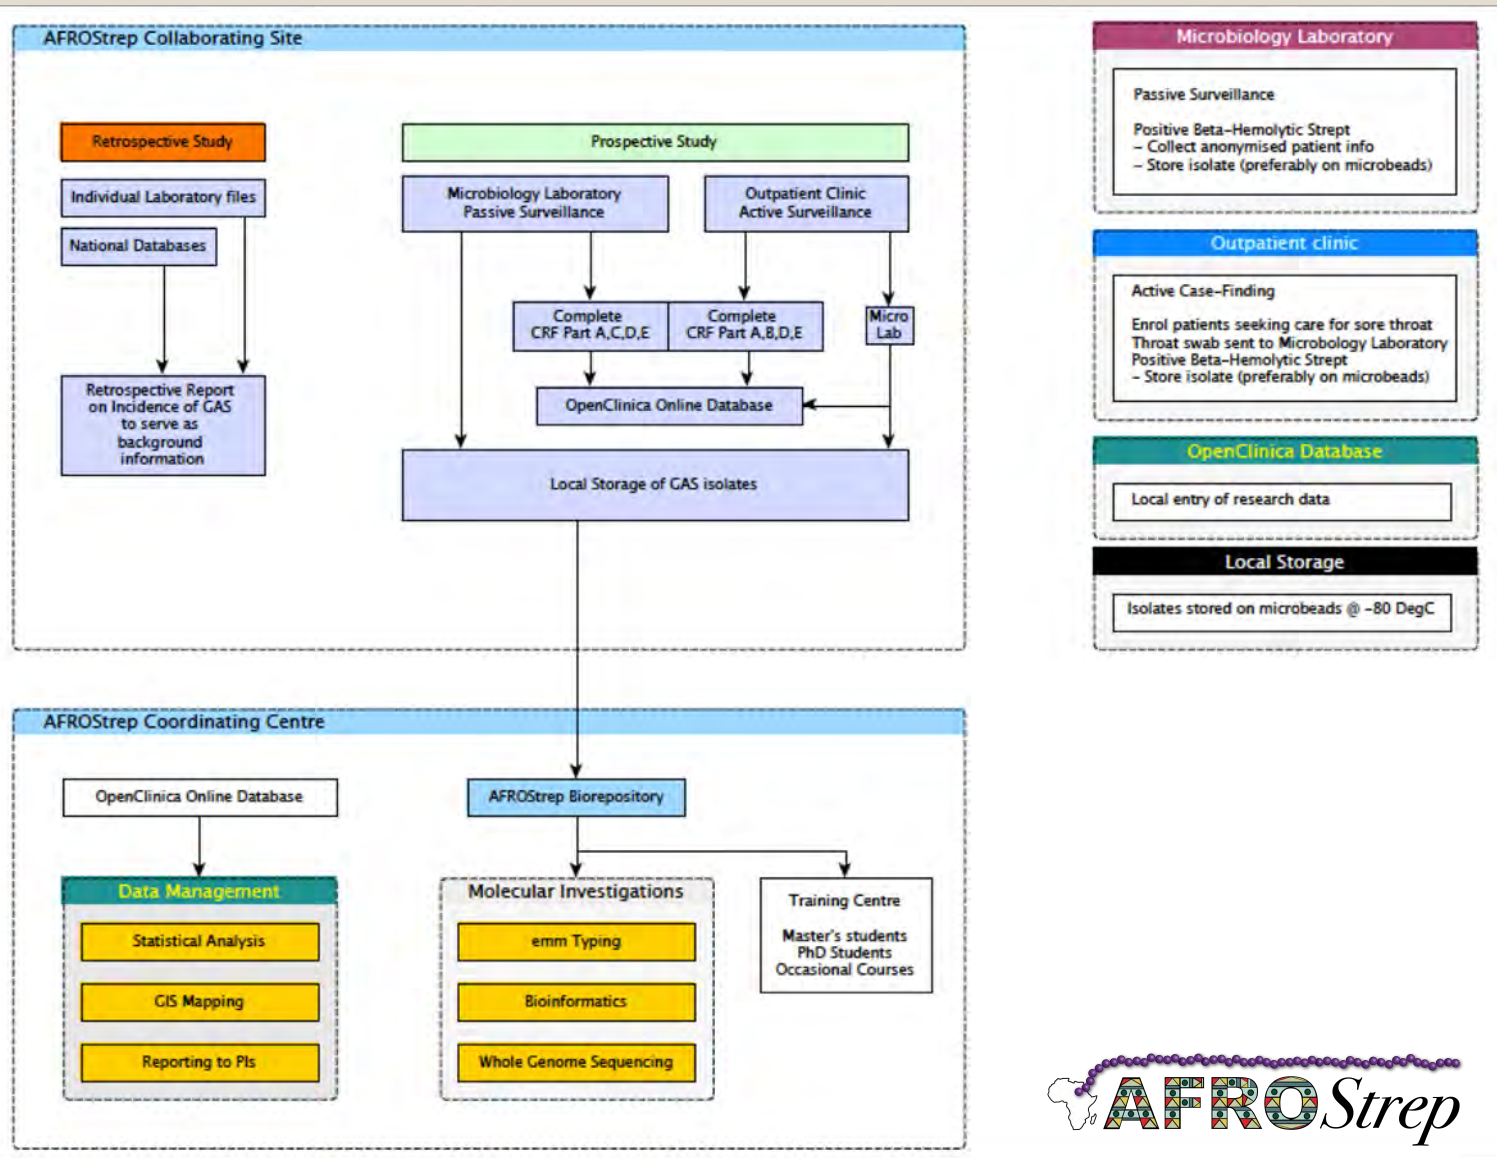 AFROStrep Collaborating Site
Retrospective Study
Individual Laboratory files
National Databases
Retrospective Report
on Incidence of GAS
to serve as
background
information
Prospective Study
Microbiology Laboratory
Passive Surveillance
Outpatient Clinic
Active Surveillance
Complete
CRF Part A,C,D,E
Complete
CRF Part A,B,D,E
Micro
Lab
OpenClinica Online Database
Local Storage of GAS isolates
Microbiology Laboratory
Passive Surveillance
Positive Beta-Hemolytic Strept
- Collect anonymised patient info
- Store isolate (preferably on microbeads)
Outpatient clinic
Active Case-Finding
Enrol patients seeking care for sore throat
Throat swab sent to Microbology Laboratory
Positive Beta-Hemolytic Strept
- Store isolate (preferably on microbeads)
OpenClinica Database
Local entry of research data
Local Storage
Isolates stored on microbeads @ -80 DegC
AFROStrep Coordinating Centre
OpenClinica Online Database
Data Management
Statistical Analysis
GIS Mapping
Reporting to PIs
AFROStrep Biorepository
Molecular Investigations
emm Typing
Bioinformatics
Whole Genome Sequencing
Training Centre
Master's students
PhD Students
Occasional Courses
AFROStrep